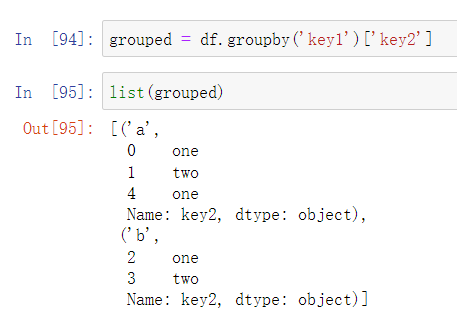 In [94]: grouped = df.groupby('key1')['key2']
In [95]: list(grouped)
Out[95]: [('a',
0 one
1 two
4 one
Name: key2, dtype: object),
('b',
2 one
3 two
Name: key2, dtype: object)]